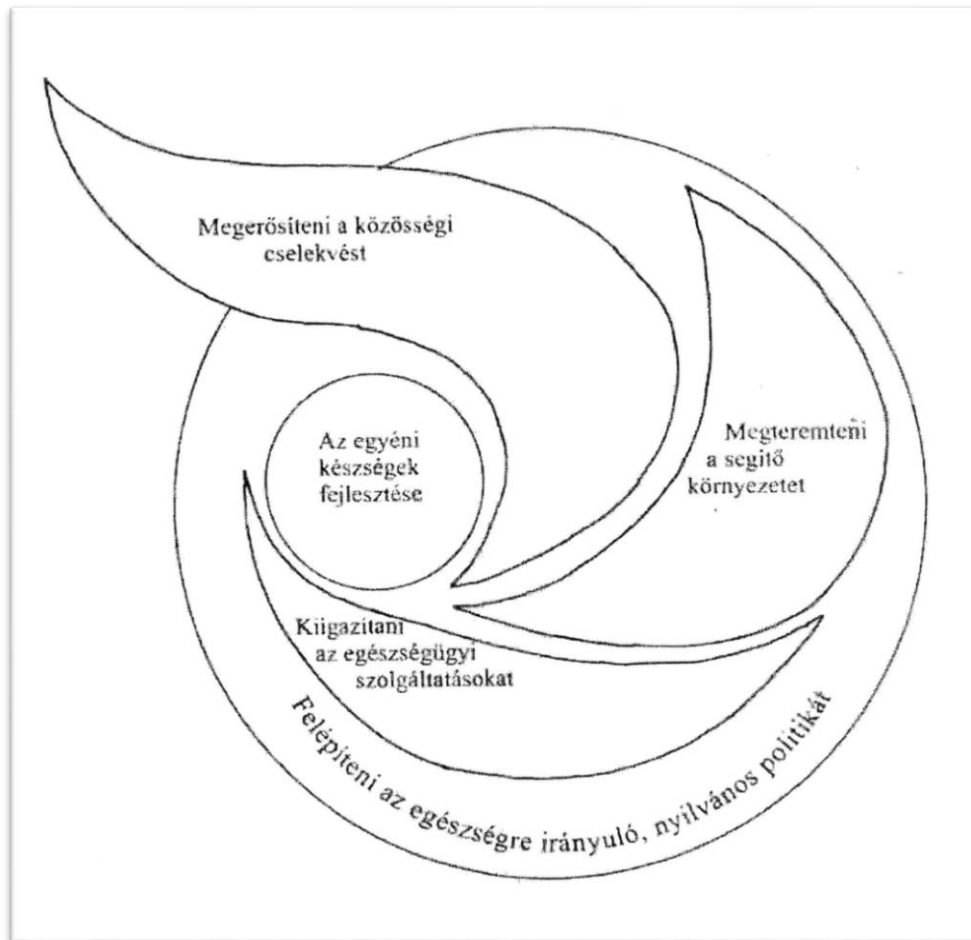 Megerősíteni a közösségi
cselekvést
Az egyéni
készségek
fejlesztése
Megteremteni
a segitő
környezetet
Kiigazítani
az egészségügyi
szolgáltatásokat
Felépíteni az egészségre irányuló, nyilvános politikát